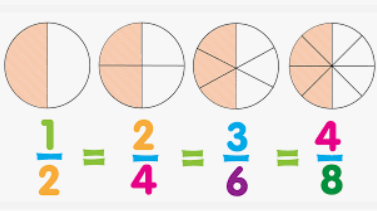 1/2 = 2/4 = 3/6 = 4/8